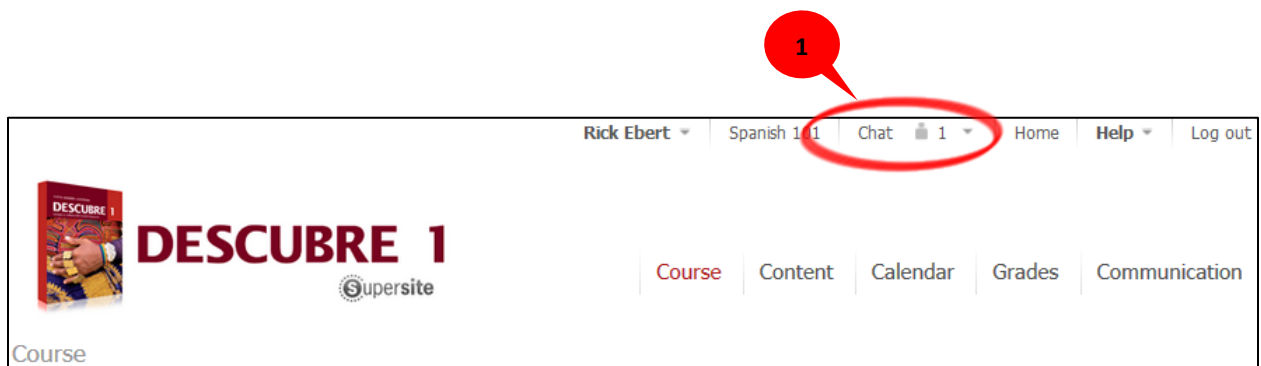 1
Rick Ebert Spanish 101 Chat 1 Home Help Log out
DESCUBRE 1
DESCUBRE 1
Supersite
Course Content Calendar Grades Communication
Course